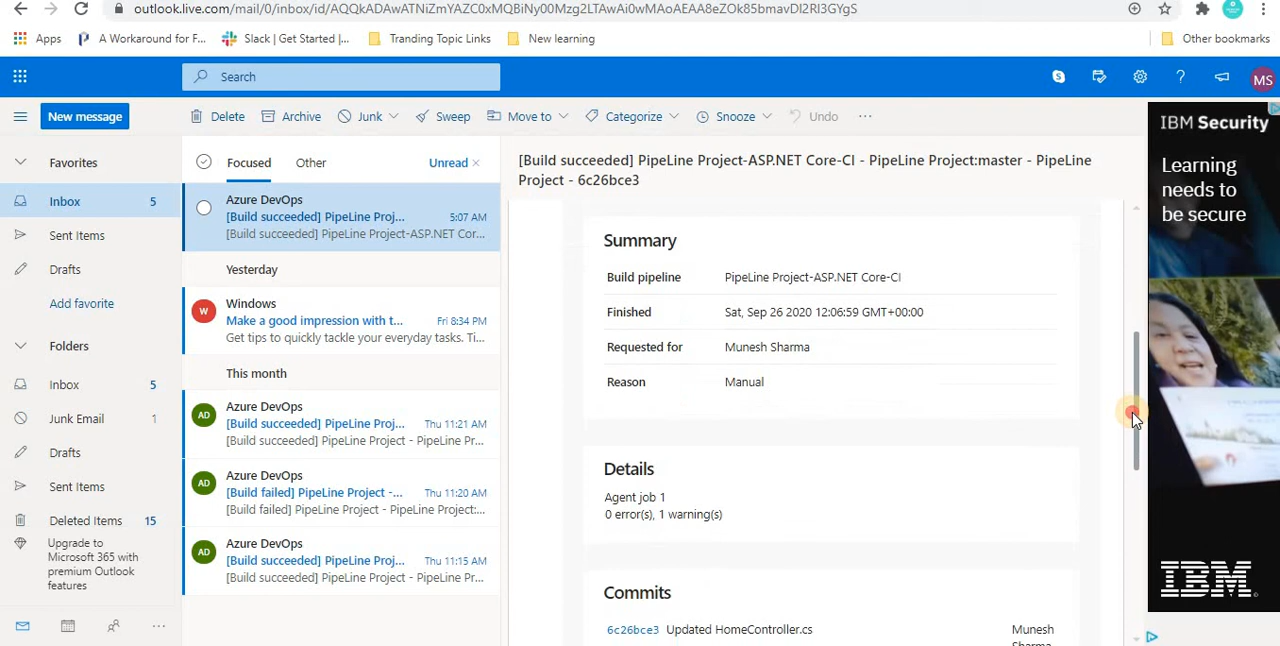 outlook.live.com/mail/0/inbox/id/AQQkADAwATNiZmYAZC0xMQBiNy00Mzg2LTAwAi0wMAoAEAA8eZOk85bmavDI2RI3GYgS
Apps A Workaround for F... Slack | Get Started |... Tranding Topic Links New learning Other bookmarks
Search
MS
New message Delete Archive Junk Move to Sweep Categorize Snooze Undo
Favorites
Inbox 5
Sent Items
Drafts
Add favorite
Folders
Inbox 5
Junk Email 1
Drafts
Sent Items
Deleted Items 15
Upgrade to
Microsoft 365 with
premium Outlook
features
Focused Other Unread
Azure DevOps
[Build succeeded] PipeLine Proj... 5:07 AM
[Build succeeded] PipeLine Project-ASP.NET Cor...
Yesterday
W
Windows
Make a good impression with t... Fri 8:34 PM
Get tips to quickly tackle your everyday tasks. Ti...
This month
AD
Azure DevOps
[Build succeeded] PipeLine Proj... Thu 11:21 AM
[Build succeeded] PipeLine Project - PipeLine Pr...
AD
Azure DevOps
[Build failed] PipeLine Project -... Thu 11:20 AM
[Build failed] PipeLine Project - PipeLine Project:...
AD
Azure DevOps
[Build succeeded] PipeLine Proj... Thu 11:15 AM
[Build succeeded] PipeLine Project - PipeLine Pr...
[Build succeeded] PipeLine Project-ASP.NET Core-CI - PipeLine Project:master - PipeLine
Project - 6c26bce3
Summary
Build pipeline PipeLine Project-ASP.NET Core-CI
Finished Sat, Sep 26 2020 12:06:59 GMT+00:00
Requested for Munesh Sharma
Reason Manual
Details
Agent job 1
0 error(s), 1 warning(s)
Commits
6c26bce3 Updated HomeController.cs Munesh
Sharma
IBM Security
Learning
needs to
be secure
IBM